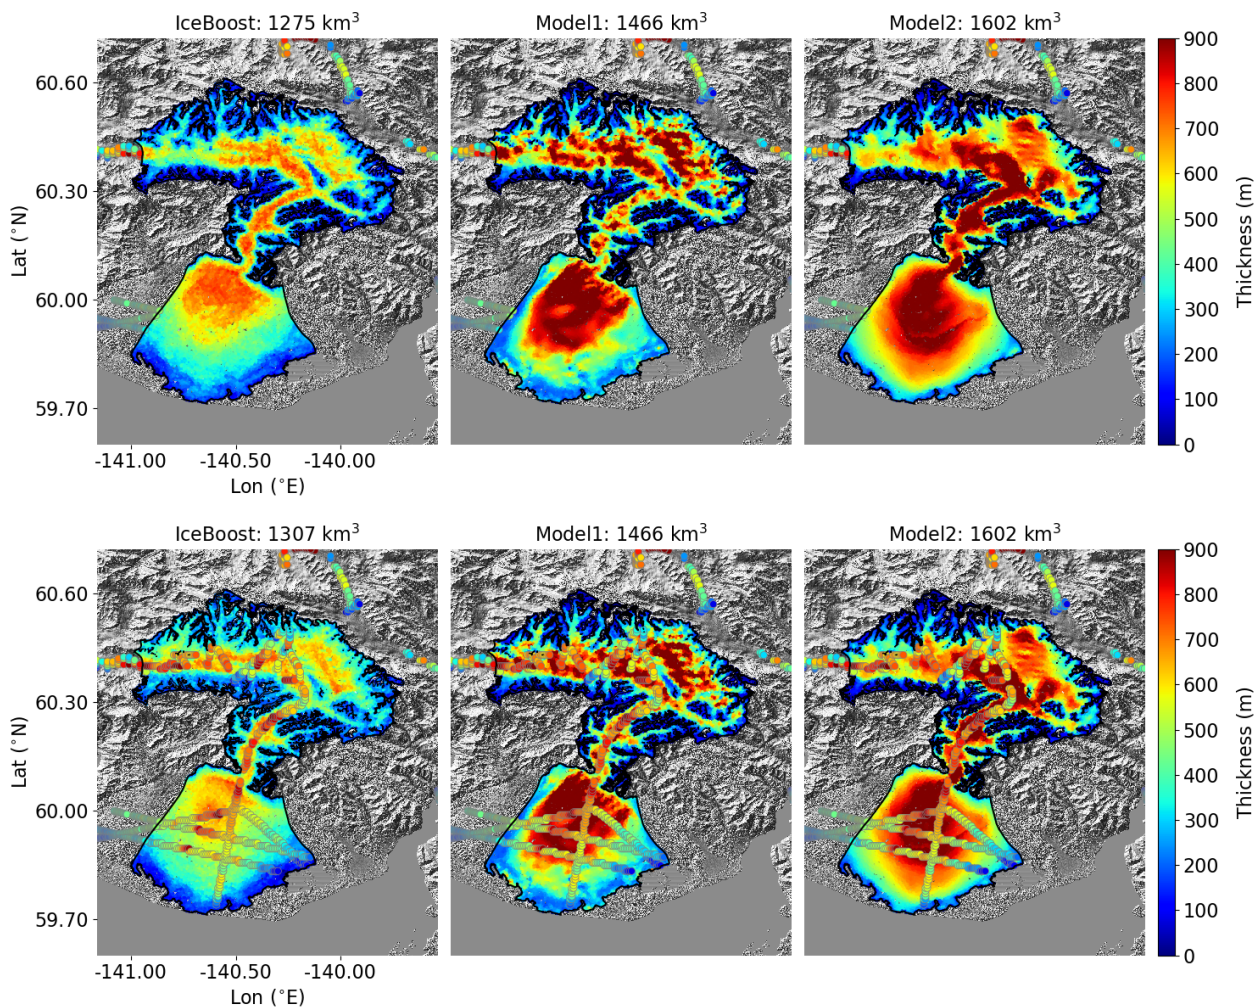 IceBoost: 1275 km³
Model1: 1466 km³
Model2: 1602 km³
60.60
60.30
60.00
59.70
Lat (°N)
-141.00
-140.50
-140.00
Lon (°E)
900
800
700
600
500
400
300
200
100
0
Thickness (m)
IceBoost: 1307 km³
Model1: 1466 km³
Model2: 1602 km³
60.60
60.30
60.00
59.70
Lat (°N)
-141.00
-140.50
-140.00
Lon (°E)
900
800
700
600
500
400
300
200
100
0
Thickness (m)